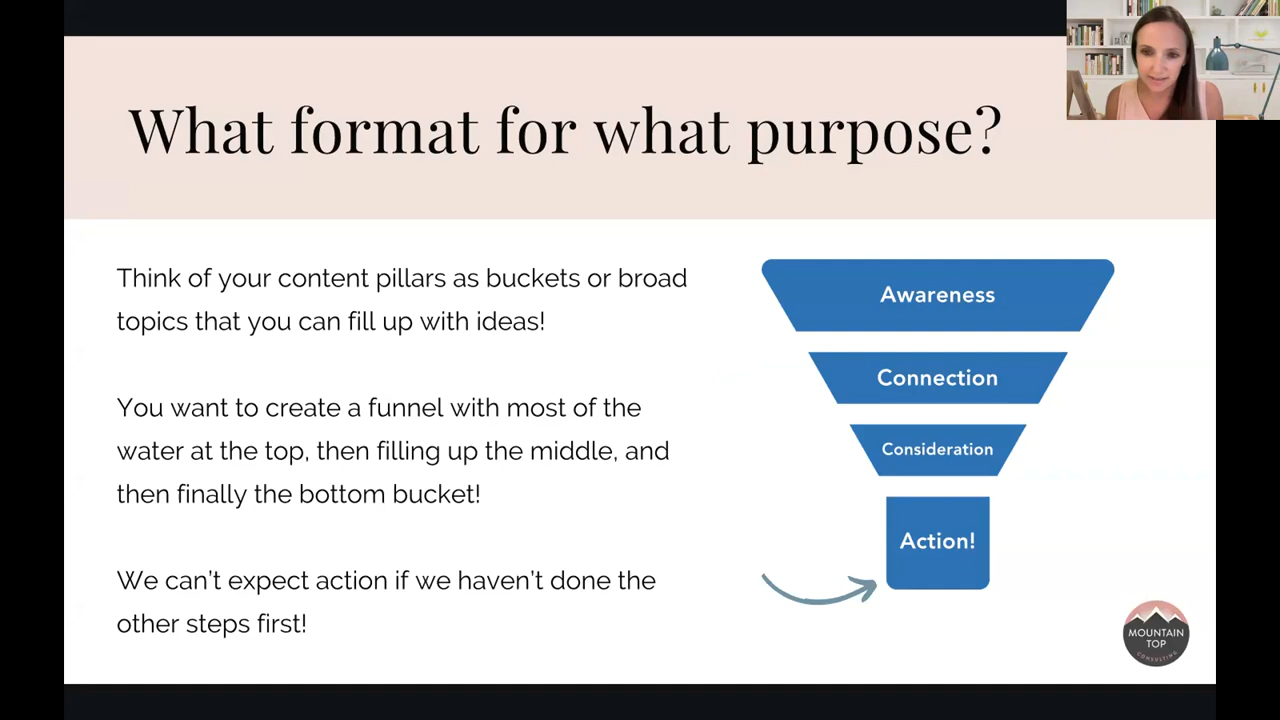 What format for what purpose?
Think of your content pillars as buckets or broad
topics that you can fill up with ideas!
You want to create a funnel with most of the
water at the top, then filling up the middle, and
then finally the bottom bucket!
We can’t expect action if we haven’t done the
other steps first!
Awareness
Connection
Consideration
Action!
MOUNTAIN
TOP
CONSULTING